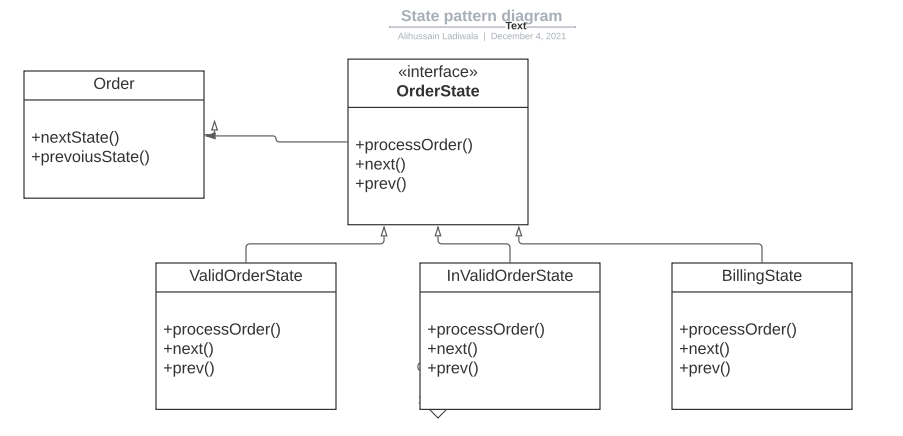 State pattern diagram
Text
Alihussain Ladiwala | December 4, 2021
Order
+nextState()
+prevoiusState()
«interface»
OrderState
+processOrder()
+next()
+prev()
ValidOrderState
+processOrder()
+next()
+prev()
InValidOrderState
+processOrder()
+next()
+prev()
BillingState
+processOrder()
+next()
+prev()